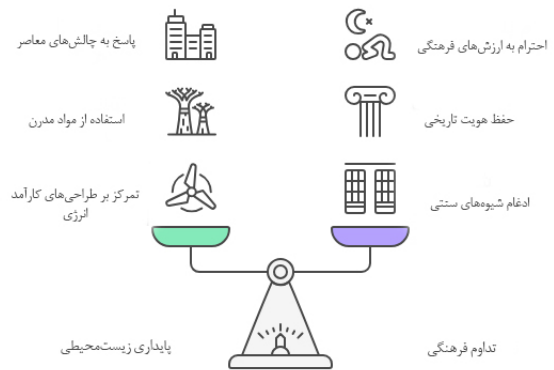 احترام به ارزش‌های فرهنگی
پاسخ به چالش‌های معاصر
حفظ هویت تاریخی
استفاده از مواد مدرن
ادغام شیوه‌های سنتی
تمرکز بر طراحی‌های کارآمد
انرژی
تداوم فرهنگی
پایداری زیست‌محیطی